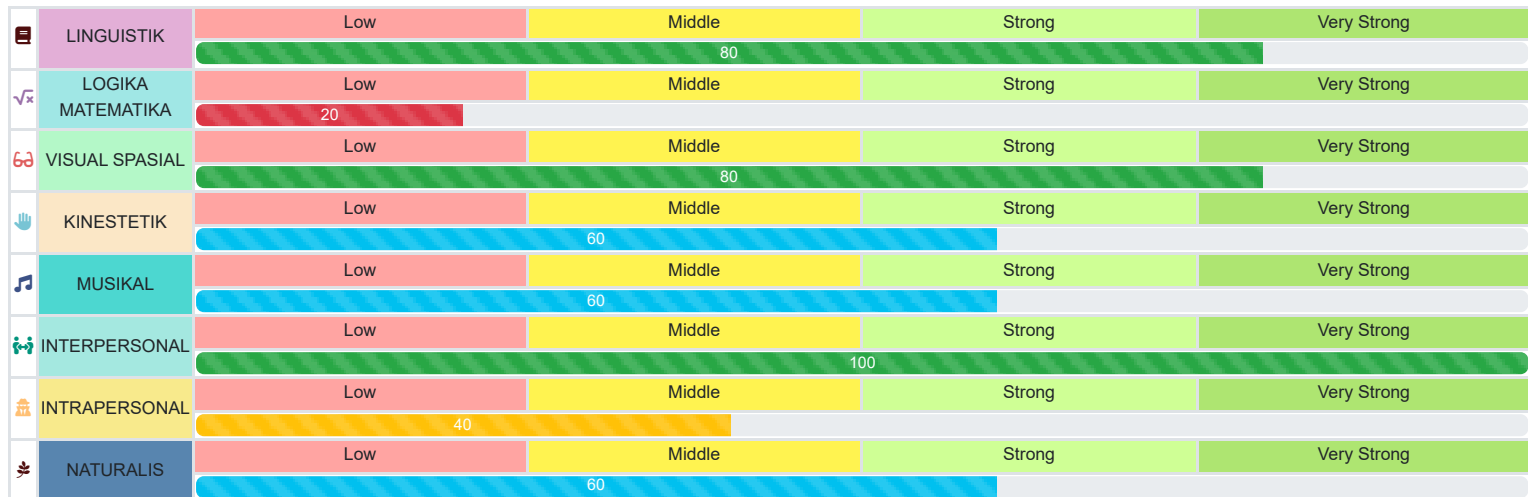 LINGUISTIK
Low Middle Strong Very Strong
80
LOGIKA
MATEMATIKA
Low Middle Strong Very Strong
20
VISUAL SPASIAL
Low Middle Strong Very Strong
80
KINESTETIK
Low Middle Strong Very Strong
60
MUSIKAL
Low Middle Strong Very Strong
60
INTERPERSONAL
Low Middle Strong Very Strong
100
INTRAPERSONAL
Low Middle Strong Very Strong
40
NATURALIS
Low Middle Strong Very Strong
60